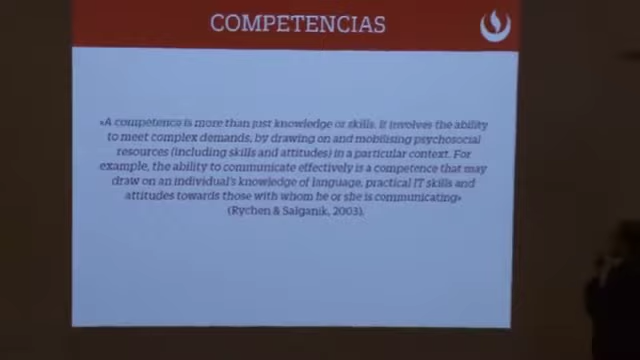 COMPETENCIAS
«A competence is more than just knowledge or skills. It involves the ability
to meet complex demands, by drawing on and mobilising psychosocial
resources (including skills and attitudes) in a particular context. For
example, the ability to communicate effectively is a competence that may
draw on an individual's knowledge of language, practical IT skills and
attitudes towards those with whom he or she is communicating»
(Rychen & Salganik, 2003).